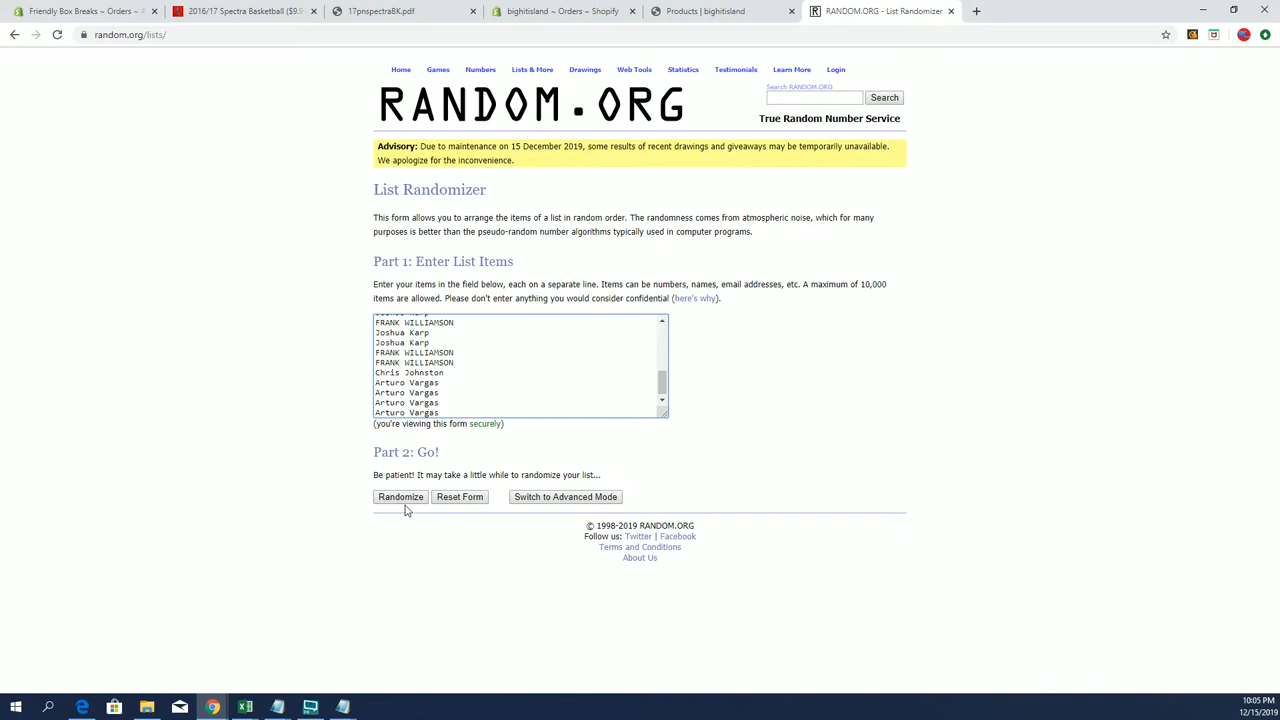 Friendly Box Breaks ~ Orders ~ F
2016/17 Spectra Basketball ($9.9
17pnspectraBK.pdf
bighitisland ~ Orders ~ Shopify
Products | bighitisland
RANDOM.ORG - List Randomizer
random.org/lists/
Home Games Numbers Lists & More Drawings Web Tools Statistics Testimonials Learn More Login
RANDOM.ORG
Search RANDOM.ORG
Search
True Random Number Service
Advisory: Due to maintenance on 15 December 2019, some results of recent drawings and giveaways may be temporarily unavailable.
We apologize for the inconvenience.
List Randomizer
This form allows you to arrange the items of a list in random order. The randomness comes from atmospheric noise, which for many
purposes is better than the pseudo-random number algorithms typically used in computer programs.
Part 1: Enter List Items
Enter your items in the field below, each on a separate line. Items can be numbers, names, email addresses, etc. A maximum of 10,000
items are allowed. Please don't enter anything you would consider confidential (here's why).
FRANK WILLIAMSON
Joshua Karp
Joshua Karp
FRANK WILLIAMSON
FRANK WILLIAMSON
Chris Johnston
Arturo Vargas
Arturo Vargas
Arturo Vargas
Arturo Vargas
(you're viewing this form securely)
Part 2: Go!
Be patient! It may take a little while to randomize your list...
Randomize Reset Form Switch to Advanced Mode
© 1998-2019 RANDOM.ORG
Follow us: Twitter | Facebook
Terms and Conditions
About Us
10:05 PM
12/15/2019